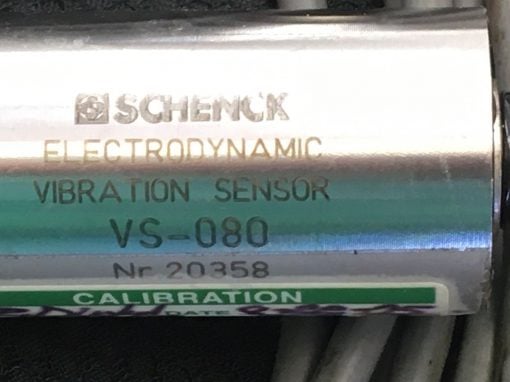 SCHENCK
ELECTRODYNAMIC
VIBRATION SENSOR
VS-080
Nr. 20358
CALIBRATION
DATE